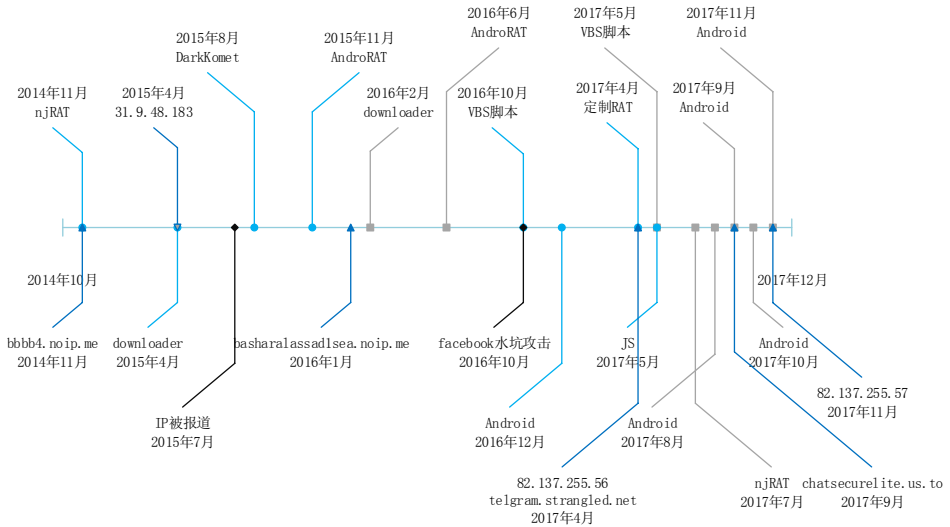 2016年6月
AndroRAT
2017年5月
VBS脚本
2017年11月
Android
2015年8月
DarkKomet
2015年11月
AndroRAT
2014年11月
njRAT
2015年4月
31.9.48.183
2016年2月
downloader
2016年10月
VBS脚本
2017年4月
定制RAT
2017年9月
Android
2014年10月
2017年12月
bbbb4.noip.me
2014年11月
downloader
2015年4月
basharalassadlsea.noip.me
2016年1月
facebook水坑攻击
2016年10月
JS
2017年5月
Android
2017年10月
82.137.255.57
2017年11月
IP被报道
2015年7月
Android
2016年12月
Android
2017年8月
82.137.255.56
telgram.strangled.net
2017年4月
njRAT
2017年7月
chatsecurelite.us.to
2017年9月